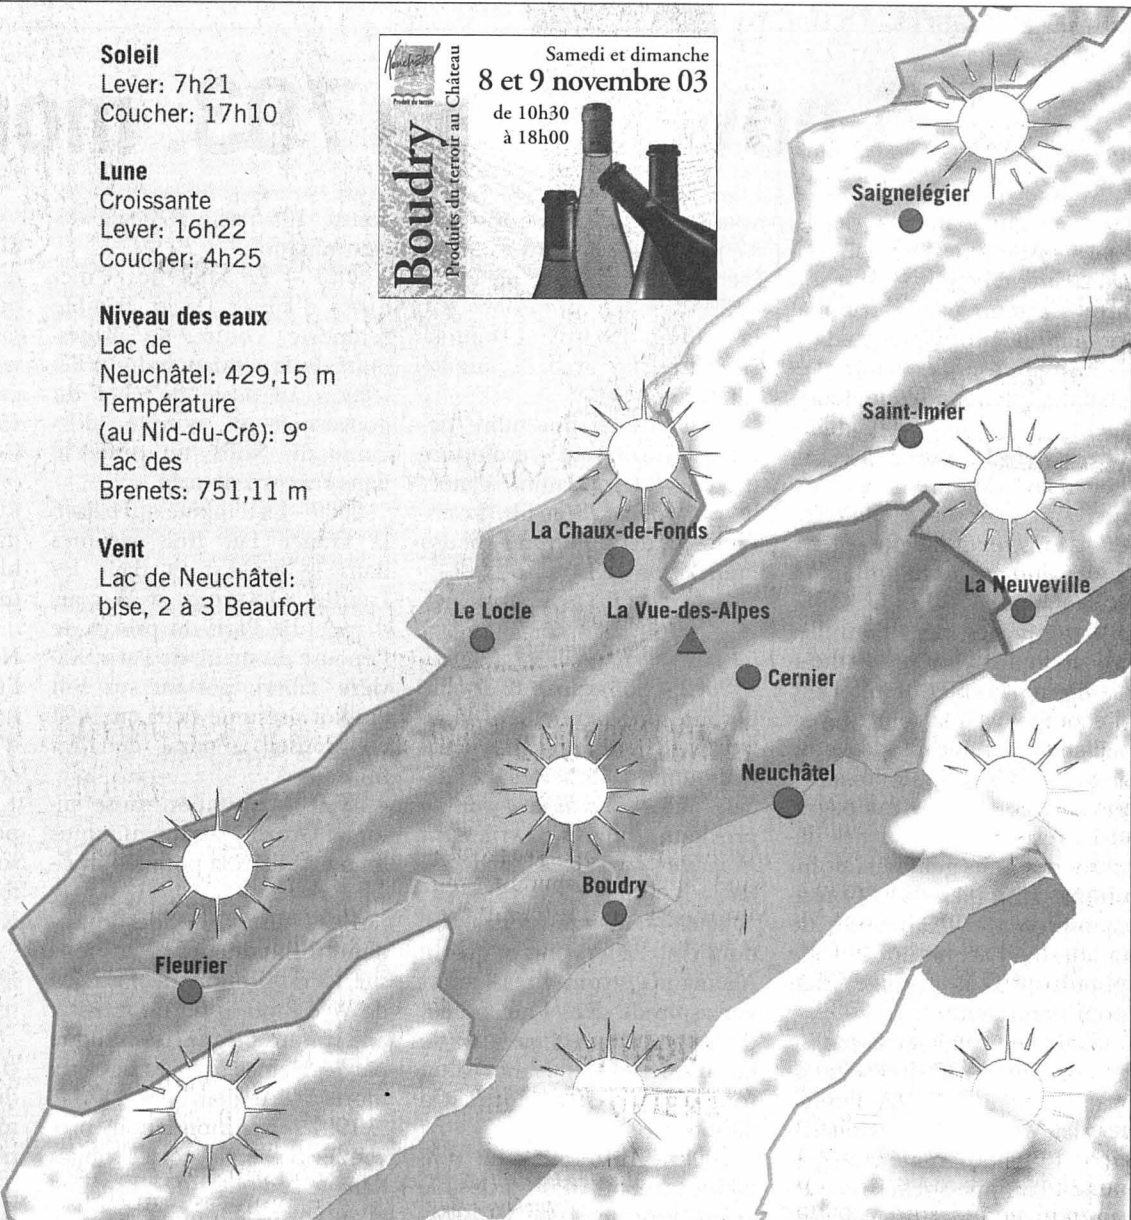 Soleil
Lever: 7h21
Coucher: 17h10
Lune
Croissante
Lever: 16h22
Coucher: 4h25
Niveau des eaux
Lac de
Neuchâtel: 429,15 m
Température
(au Nid-du-Crô): 9°
Lac des
Brenets: 751,11 m
Vent
Lac de Neuchâtel:
bise, 2 à 3 Beaufort
Neuchâtel
Produit du terroir
Boudry
Produits du terroir au Château
Samedi et dimanche
8 et 9 novembre 03
de 10h30
à 18h00
Saignelégier
Saint-Imier
La Chaux-de-Fonds
La Neuveville
Le Locle
La Vue-des-Alpes
Cernier
Neuchâtel
Boudry
Fleurier